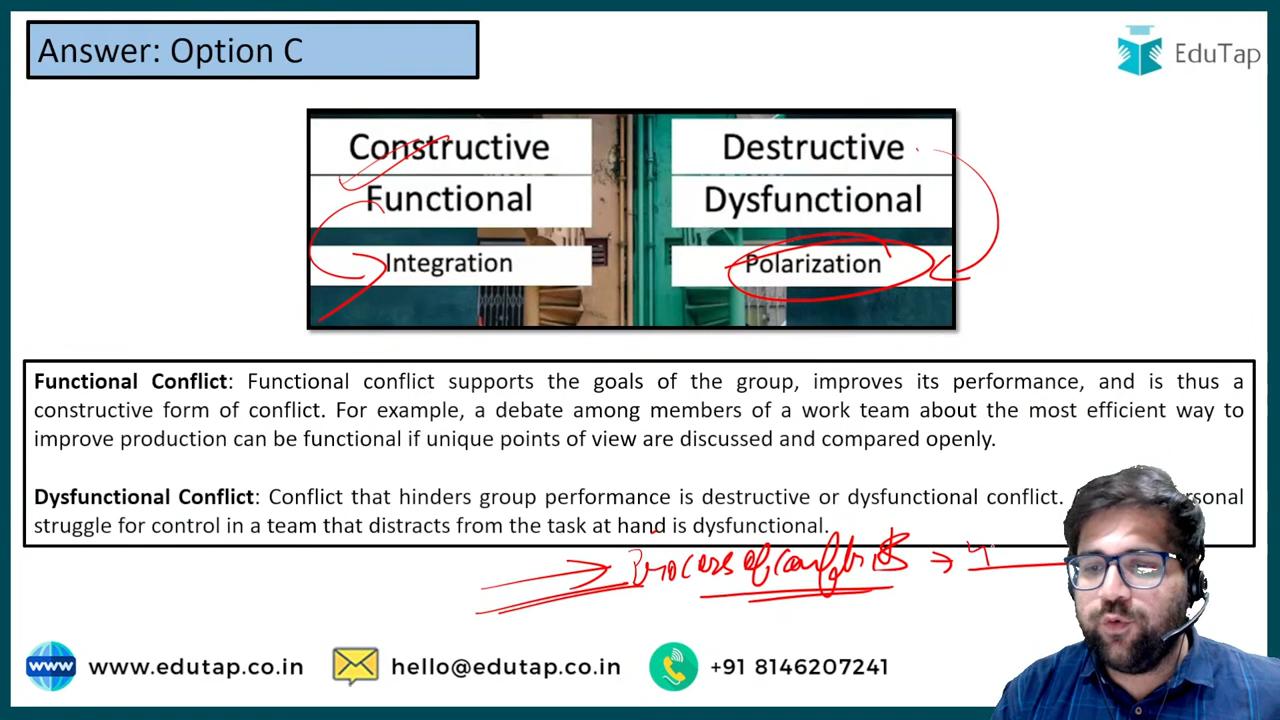 Answer: Option C
EduTap
Constructive
Destructive
Functional
Dysfunctional
Integration
Polarization
Functional Conflict: Functional conflict supports the goals of the group, improves its performance, and is thus a
constructive form of conflict. For example, a debate among members of a work team about the most efficient way to
improve production can be functional if unique points of view are discussed and compared openly.
Dysfunctional Conflict: Conflict that hinders group performance is destructive or dysfunctional conflict.
struggle for control in a team that distracts from the task at hand is dysfunctional.
Process of conflict
www www.edutap.co.in
hello@edutap.co.in
+91 8146207241